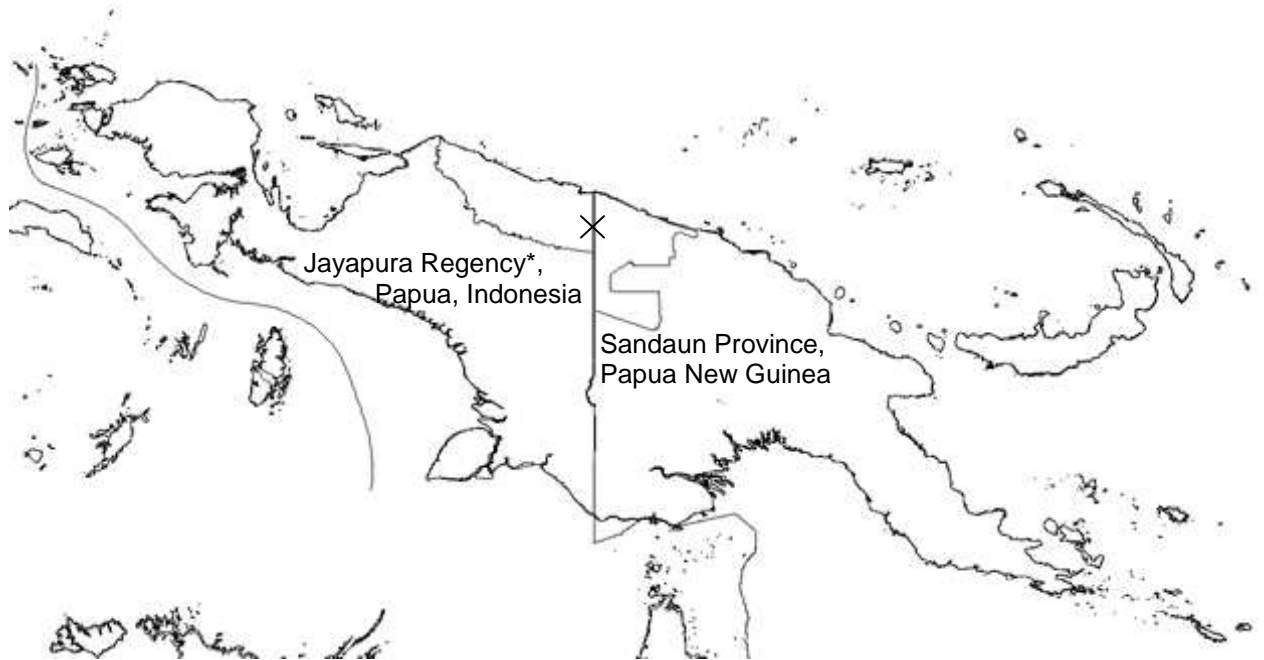 Jayapura Regency*,
Papua, Indonesia
Sandaun Province,
Papua New Guinea